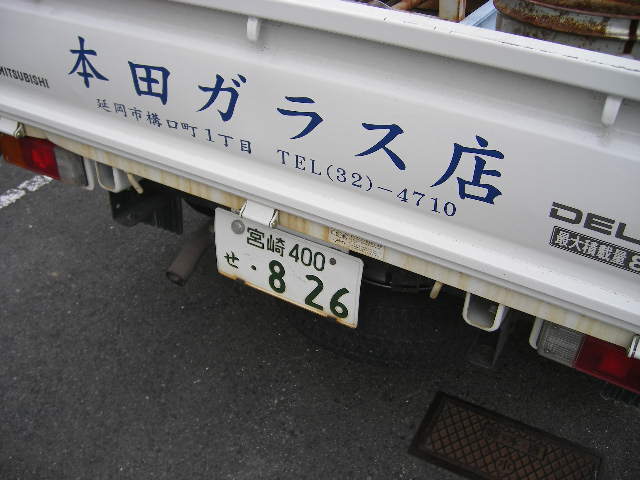 MITSUBISHI
本田ガラス店
延岡市構口町1丁目 TEL(32)-4710
DEL
最大積載量8
宮崎400
せ・826